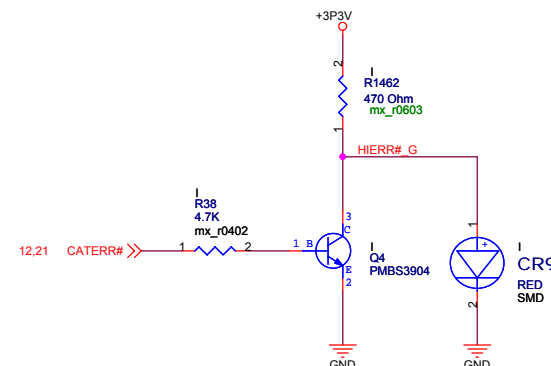 +3P3V
2
I
R1462
470 Ohm
mx_r0603
1
HIERR#_G
I
R38
4.7K
mx_r0402
3
C
1
12,21 CATERR# 1 2 1 B
I
Q4
PMBS3904
E
2
+
I
RED
SMD
2
GND
GND